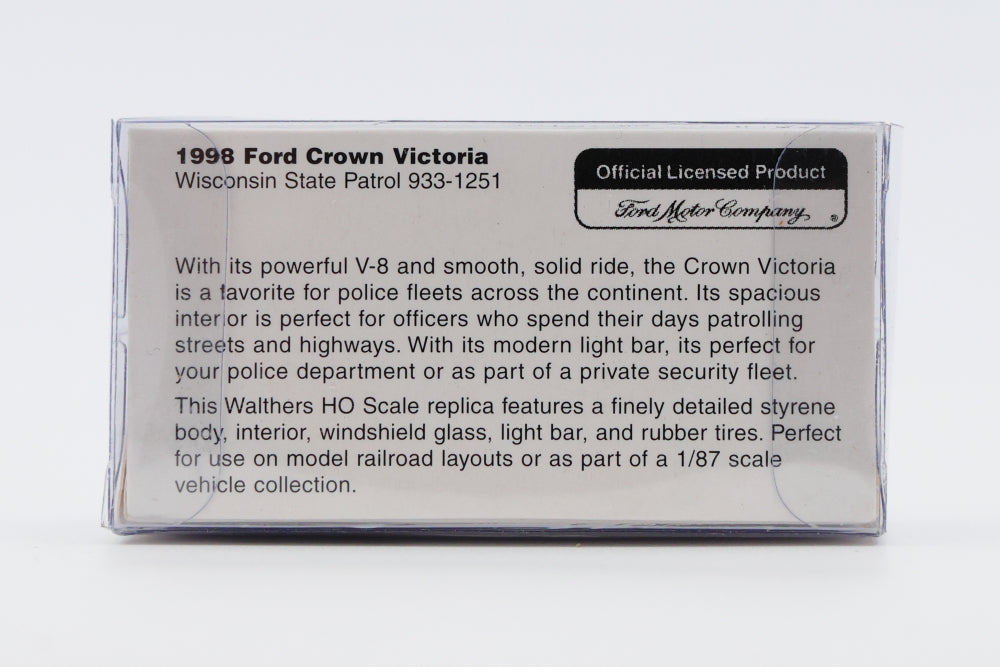 1998 Ford Crown Victoria
Wisconsin State Patrol 933-1251
Official Licensed Product
Ford Motor Company ®
With its powerful V-8 and smooth, solid ride, the Crown Victoria
is a favorite for police fleets across the continent. Its spacious
interior is perfect for officers who spend their days patrolling
streets and highways. With its modern light bar, its perfect for
your police department or as part of a private security fleet.
This Walthers HO Scale replica features a finely detailed styrene
body, interior, windshield glass, light bar, and rubber tires. Perfect
for use on model railroad layouts or as part of a 1/87 scale
vehicle collection.